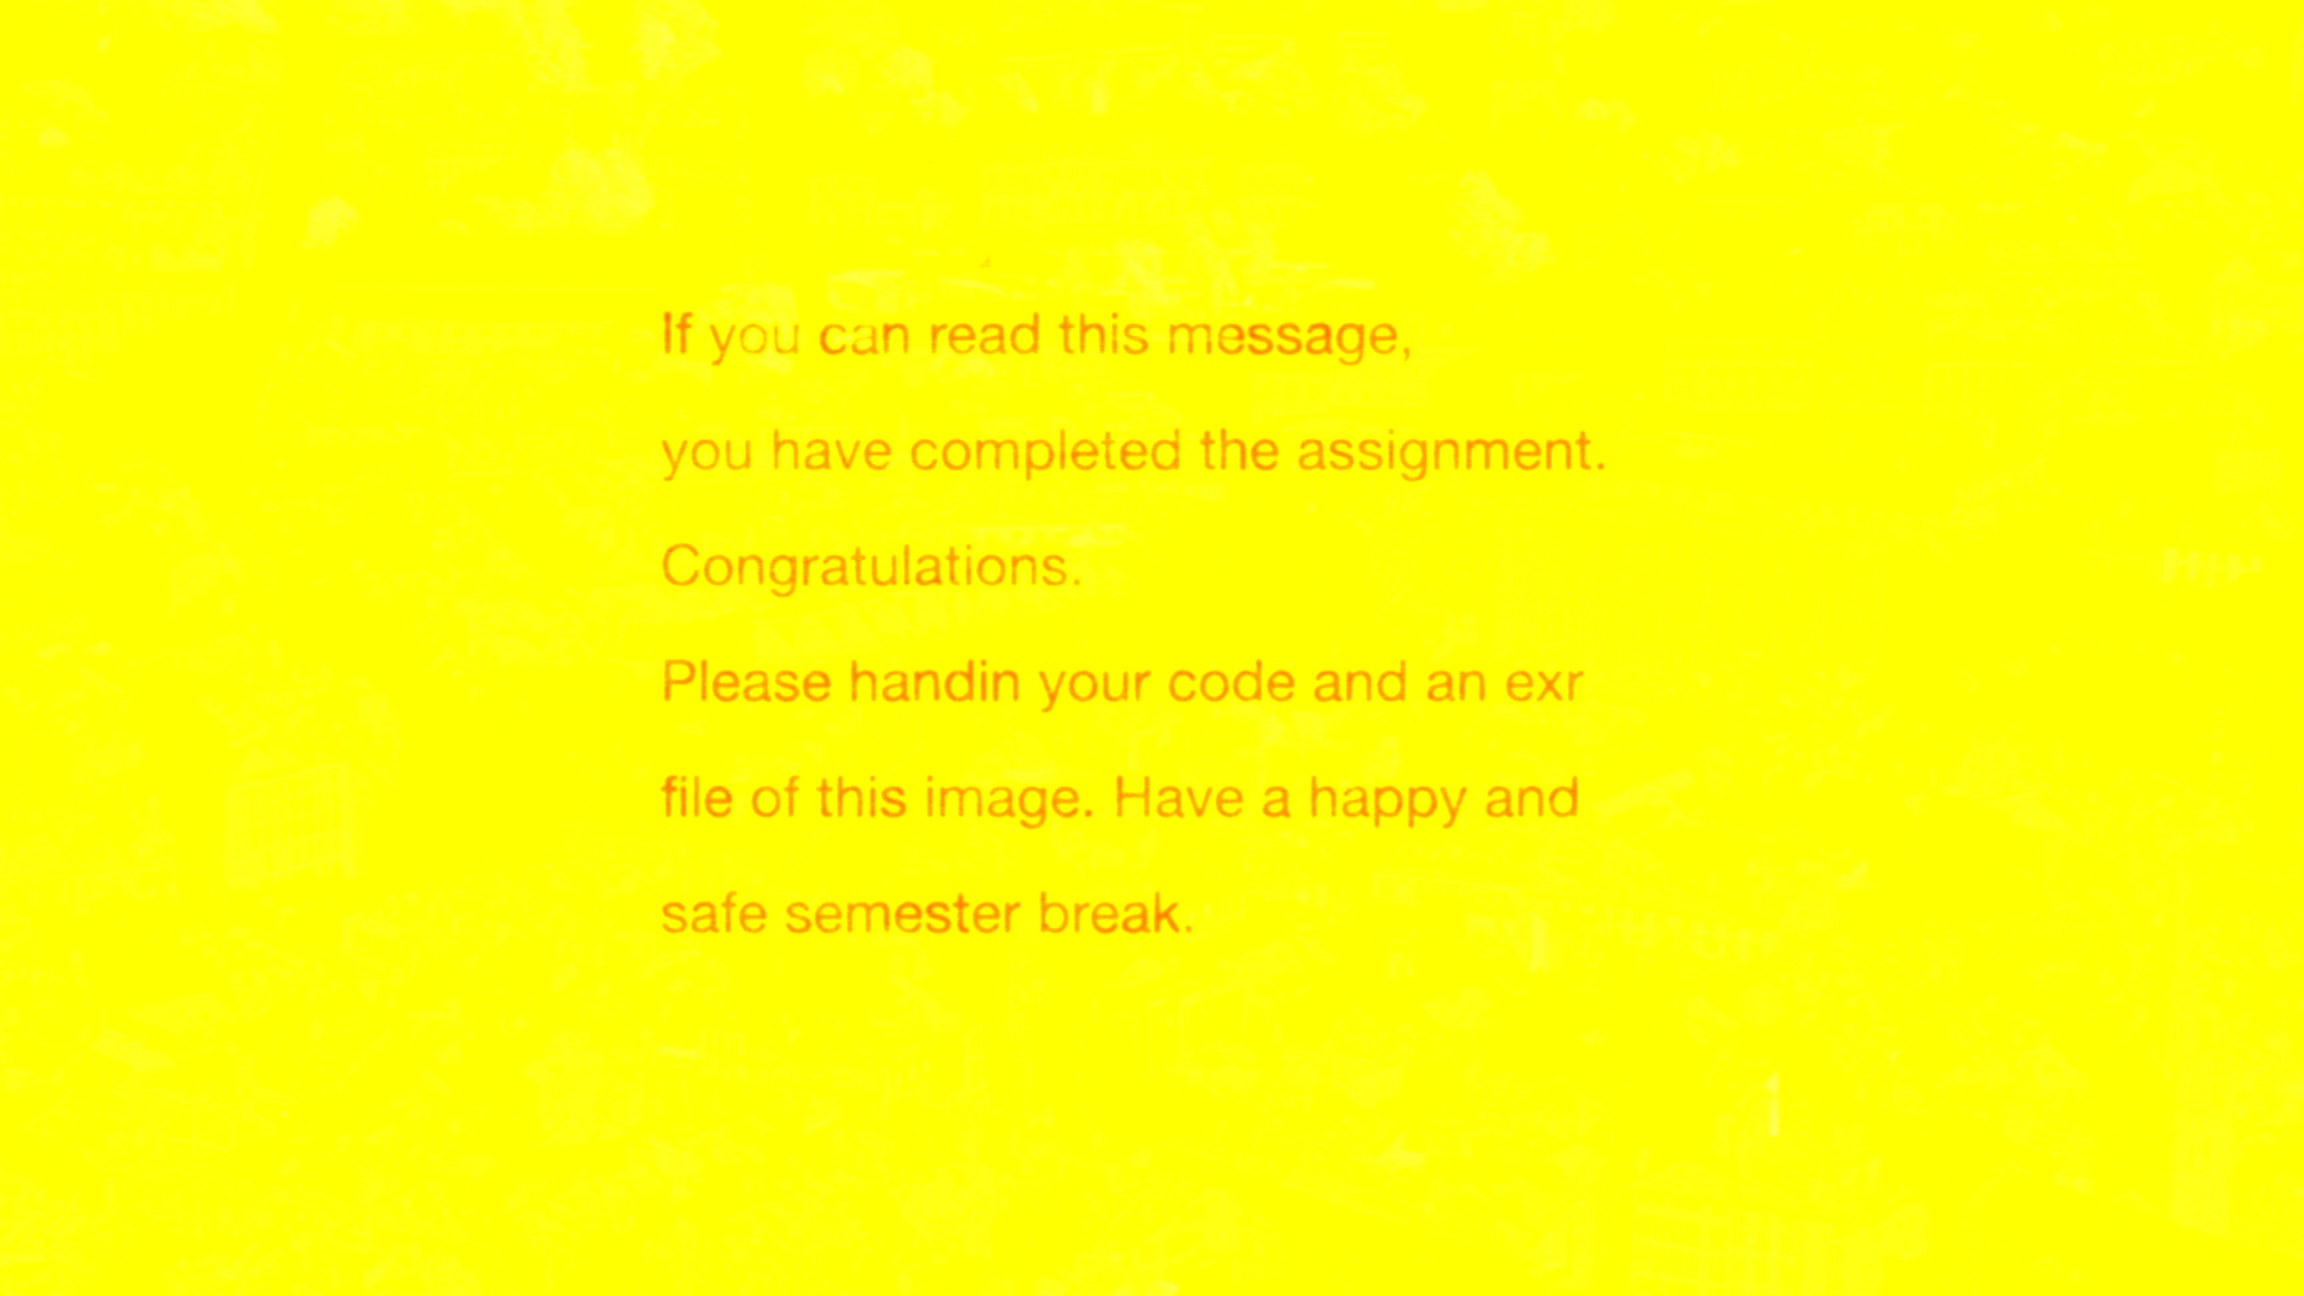 If you can read this message,
you have completed the assignment.
Congratulations.
Please handin your code and an exr
file of this image. Have a happy and
safe semester break.